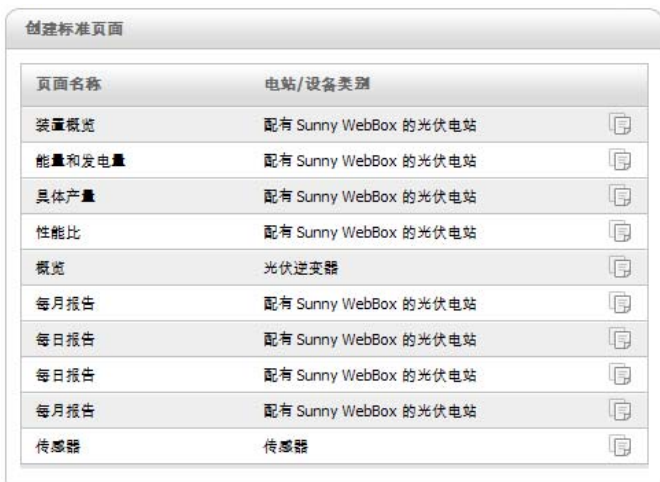 创建标准页面
页面名称 电站/设备类别
装置概览 配有 Sunny WebBox 的光伏电站
能量和发电量 配有 Sunny WebBox 的光伏电站
具体产量 配有 Sunny WebBox 的光伏电站
性能比 配有 Sunny WebBox 的光伏电站
概览 光伏逆变器
每月报告 配有 Sunny WebBox 的光伏电站
每日报告 配有 Sunny WebBox 的光伏电站
每日报告 配有 Sunny WebBox 的光伏电站
每月报告 配有 Sunny WebBox 的光伏电站
传感器 传感器